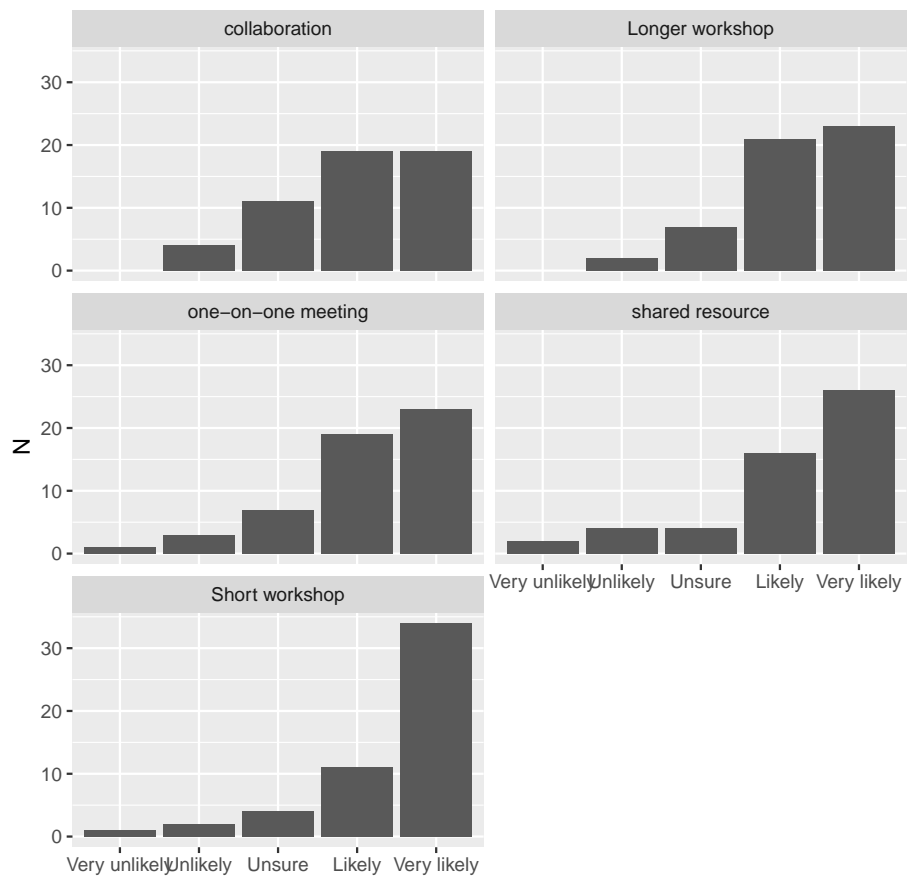 collaboration
Longer workshop
30
20
10
0
one−on−one meeting
shared resource
30
20
10
0
N
Very unlikely Unlikely Unsure Likely Very likely
Short workshop
30
20
10
0
Very unlikely Unlikely Unsure Likely Very likely